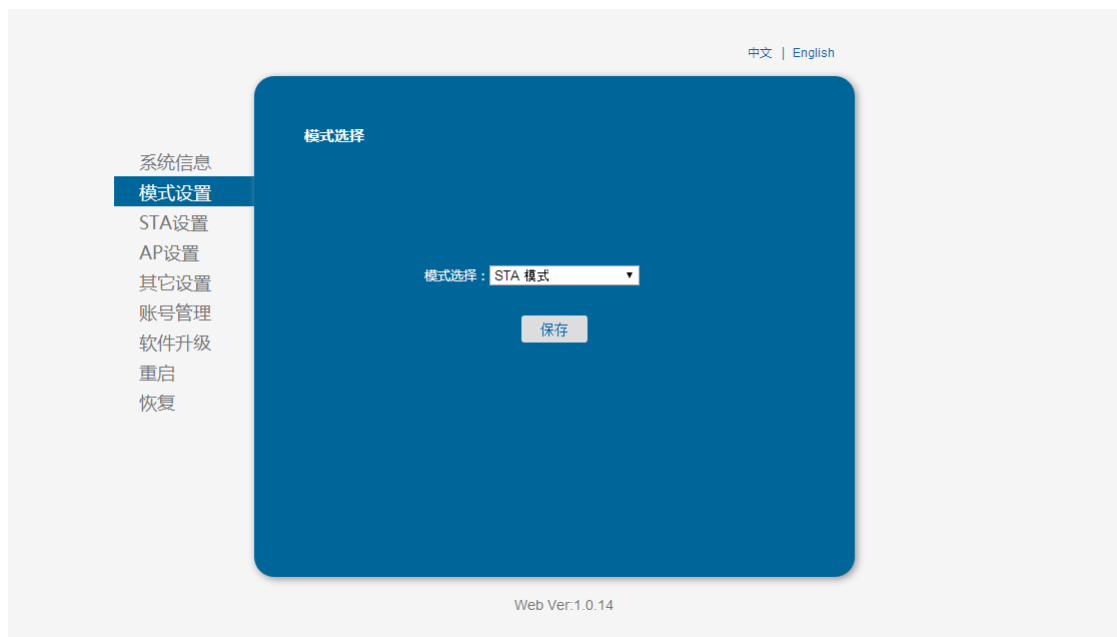 中文 | English
模式选择
系统信息
模式设置
STA设置
AP设置
其它设置
账号管理
软件升级
重启
恢复
模式选择：STA 模式
保存
Web Ver:1.0.14